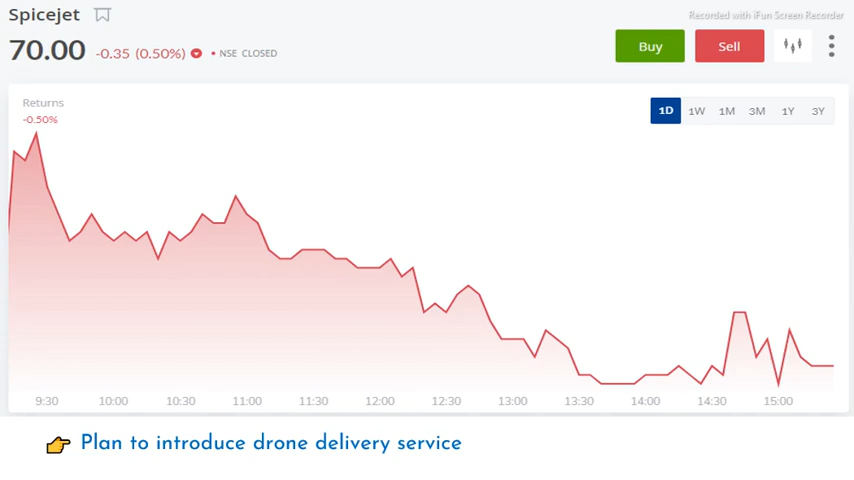 Spicejet
Recorded with iFun Screen Recorder
70.00 -0.35 (0.50%) • NSE CLOSED
Buy Sell
Returns
-0.50%
1D 1W 1M 3M 1Y 3Y
9:30 10:00 10:30 11:00 11:30 12:00 12:30 13:00 13:30 14:00 14:30 15:00
Plan to introduce drone delivery service